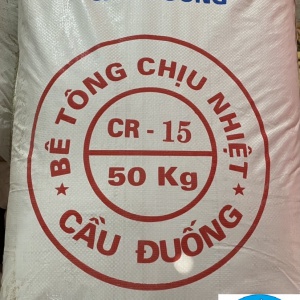 BÊ TÔNG CHỊU NHIỆT
CR - 15
50 Kg
CẦU ĐUỐNG